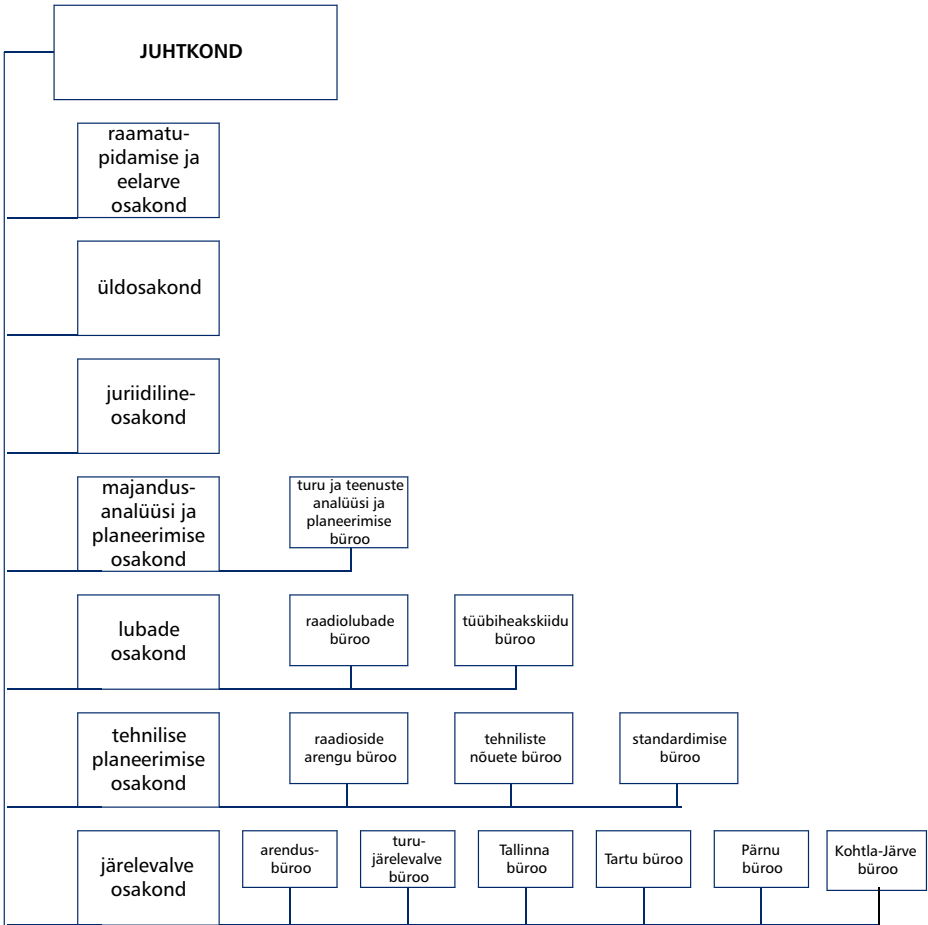 JUHTKOND
raamatu-
pidamise ja
eelarve
osakond
üldosakond
juriidiline-
osakond
majandus-
analüüsi ja
planeerimise
osakond
turu ja teenuste
analüüsi ja
planeerimise
büroo
lubade
osakond
raadiolubade
büroo
tüübiheakskiidu
büroo
tehnilise
planeerimise
osakond
raadioside
arengu büroo
tehniliste
nõuete büroo
standardimise
büroo
järelevalve
osakond
arendus-
büroo
turu-
järelevalve
büroo
Tallinna
büroo
Tartu büroo
Pärnu
büroo
Kohtla-Järve
büroo